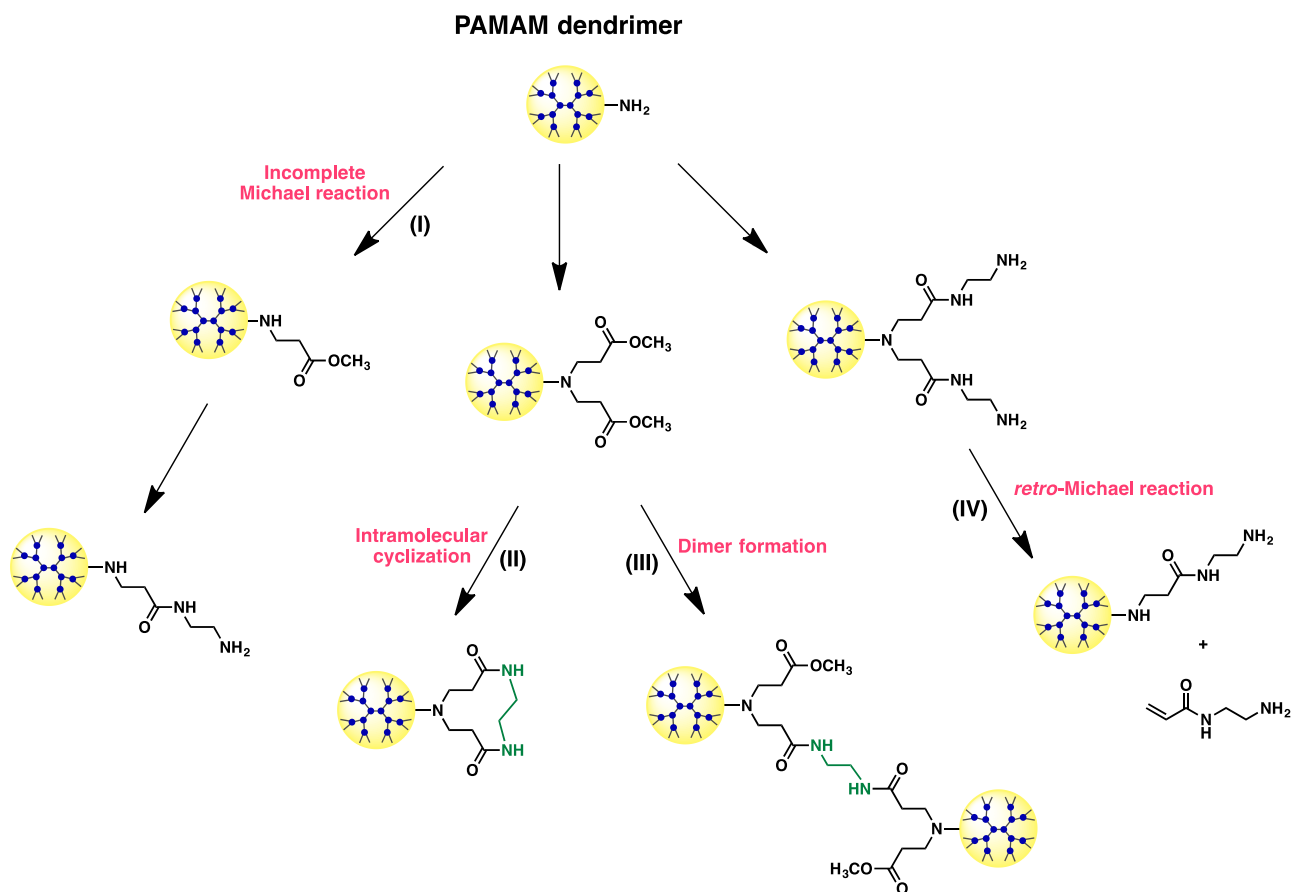 PAMAM dendrimer
NH2
Incomplete
Michael reaction
(I)
NH
O
OCH3
N
O
OCH3
O
OCH3
N
O
NH
NH2
O
NH
NH2
NH
O
NH
NH2
Intramolecular
cyclization
(II)
(III)
Dimer formation
(IV)
retro-Michael reaction
N
O
NH
NH
O
N
O
OCH3
O
NH
HN
O
N
H3CO
O
NH
O
NH
NH2
+
O
NH
NH2